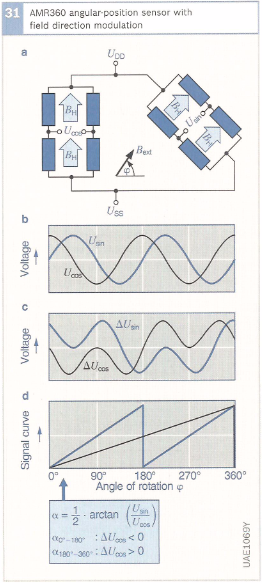 31
AMR360 angular-position sensor with
field direction modulation
a
U_DD
B_H
B_H
U_cos
U_sin
B_H
B_H
B_ext
φ
U_SS
b
Voltage
U_sin
U_cos
c
Voltage
ΔU_sin
ΔU_cos
d
Signal curve
0° 90° 180° 270° 360°
Angle of rotation φ
α = 1/2 · arctan (U_sin/U_cos)
α_0°–180° : ΔU_cos < 0
α_180°–360° : ΔU_cos > 0
UAE1069Y